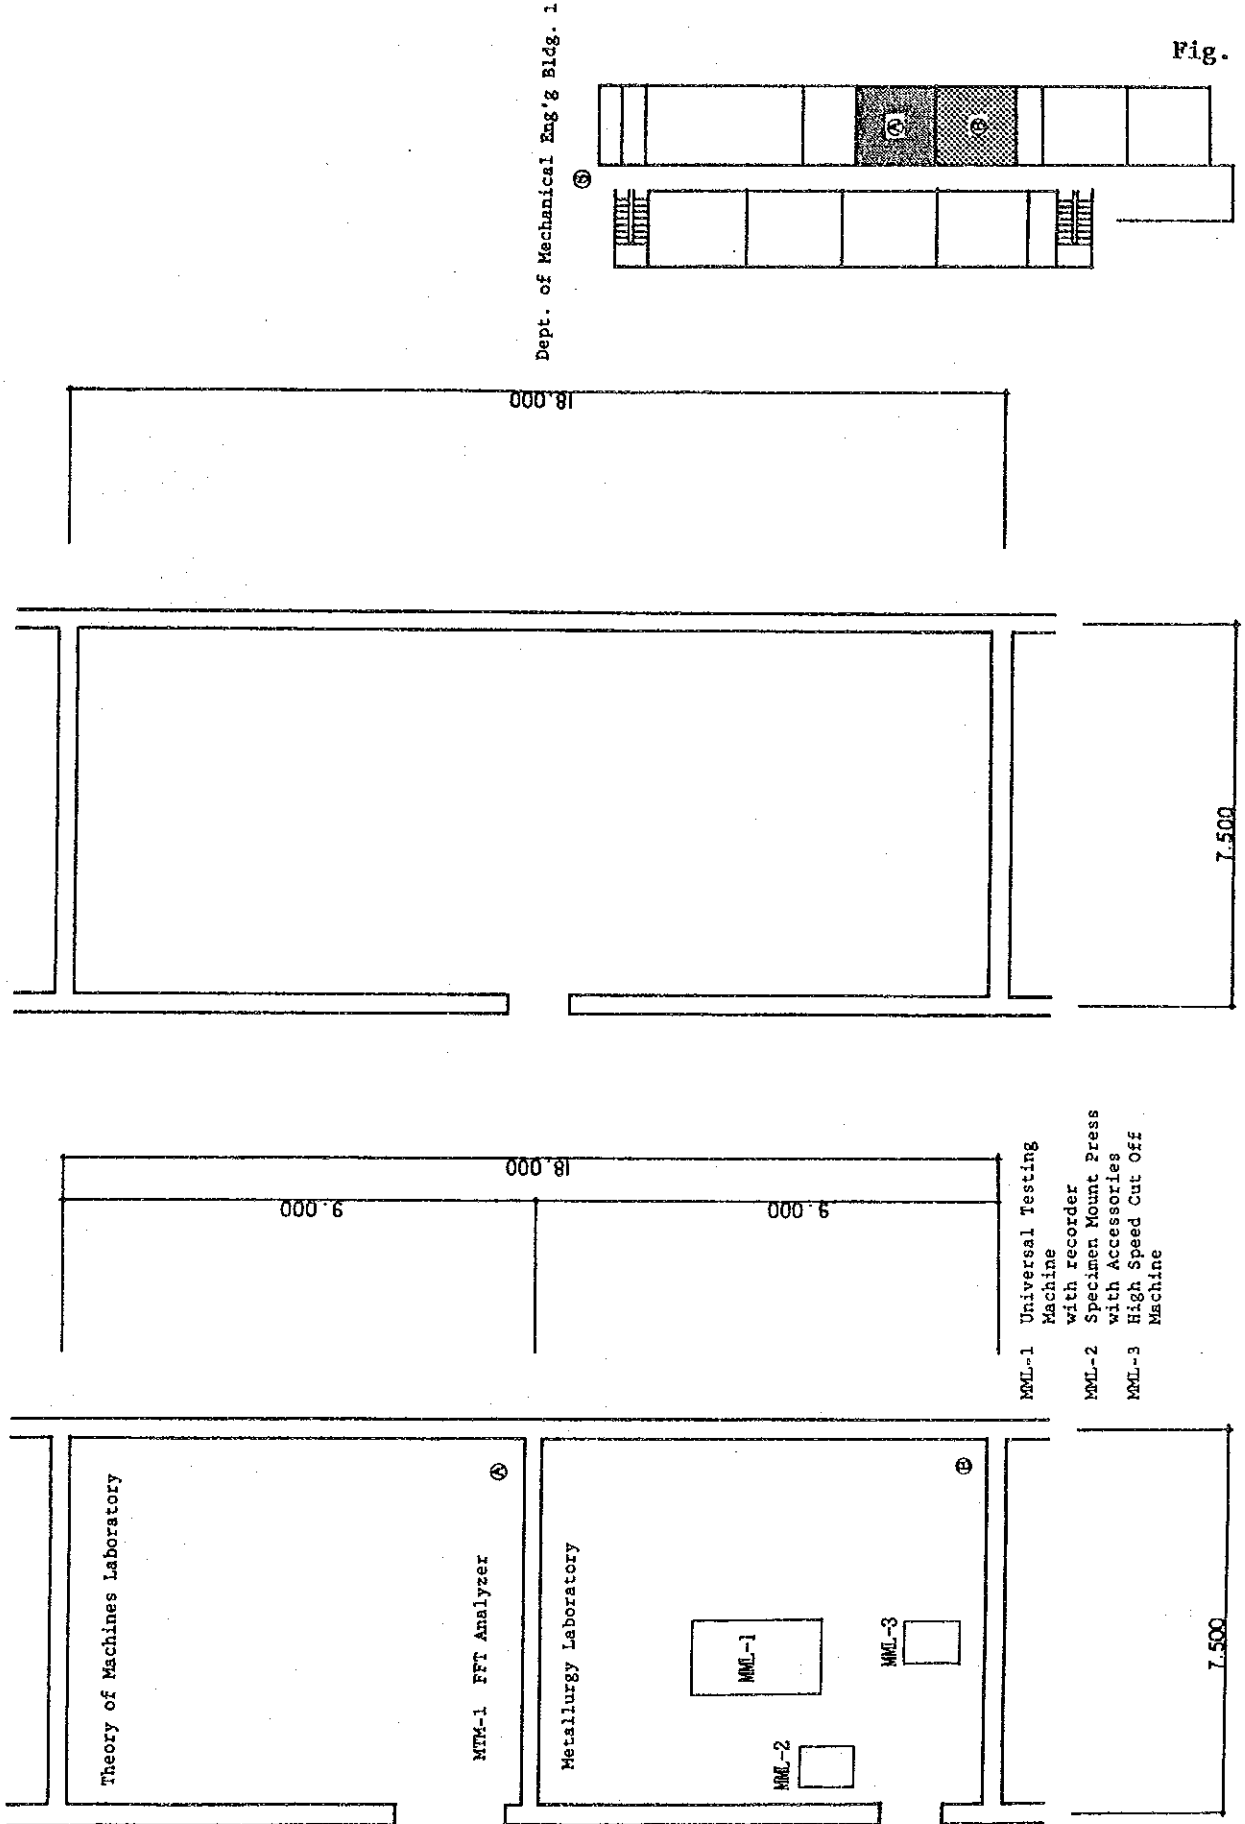 Fig.
Dept. of Mechanical Eng'g Bldg. 1
A
B
18.000
7.500
18.000
9.000
9.000
Theory of Machines Laboratory
MTM-1 FFT Analyzer
A
Metallurgy Laboratory
MML-1
MML-2
MML-3
B
7.500
MML-1 Universal Testing
Machine
with recorder
MML-2 Specimen Mount Press
with Accessories
MML-3 High Speed Cut Off
Machine